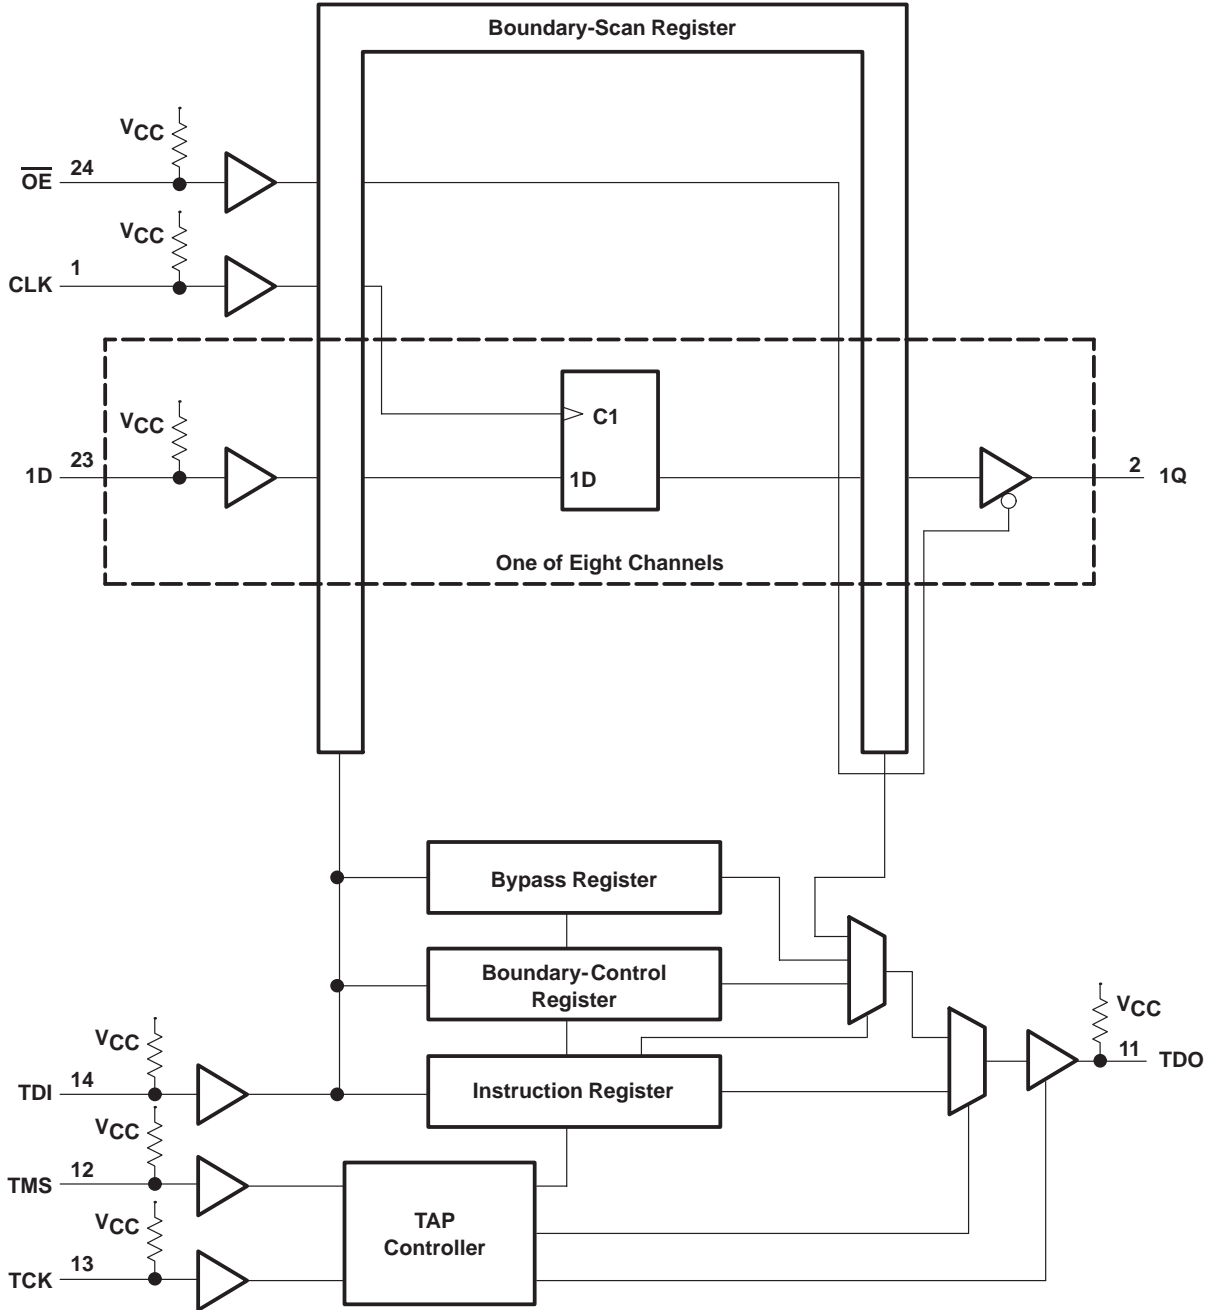 Boundary-Scan Register
VCC
OE 24
VCC
CLK 1
VCC
1D 23
C1
1D
2 1Q
One of Eight Channels
Bypass Register
Boundary-Control
Register
VCC
TDI 14
Instruction Register
VCC
11 TDO
VCC
TMS 12
TAP
Controller
VCC
TCK 13